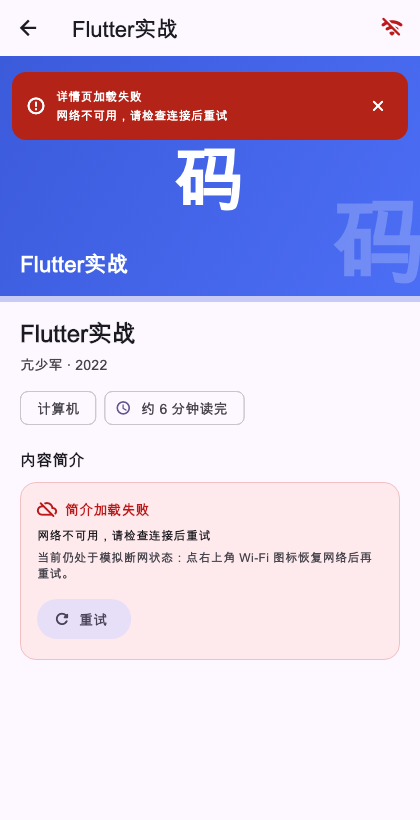 Flutter实战
详情页加载失败
网络不可用，请检查连接后重试
码
码
Flutter实战
Flutter实战
亢少军 · 2022
计算机
约 6 分钟读完
内容简介
简介加载失败
网络不可用，请检查连接后重试
当前仍处于模拟断网状态：点右上角 Wi-Fi 图标恢复网络后再
重试。
重试